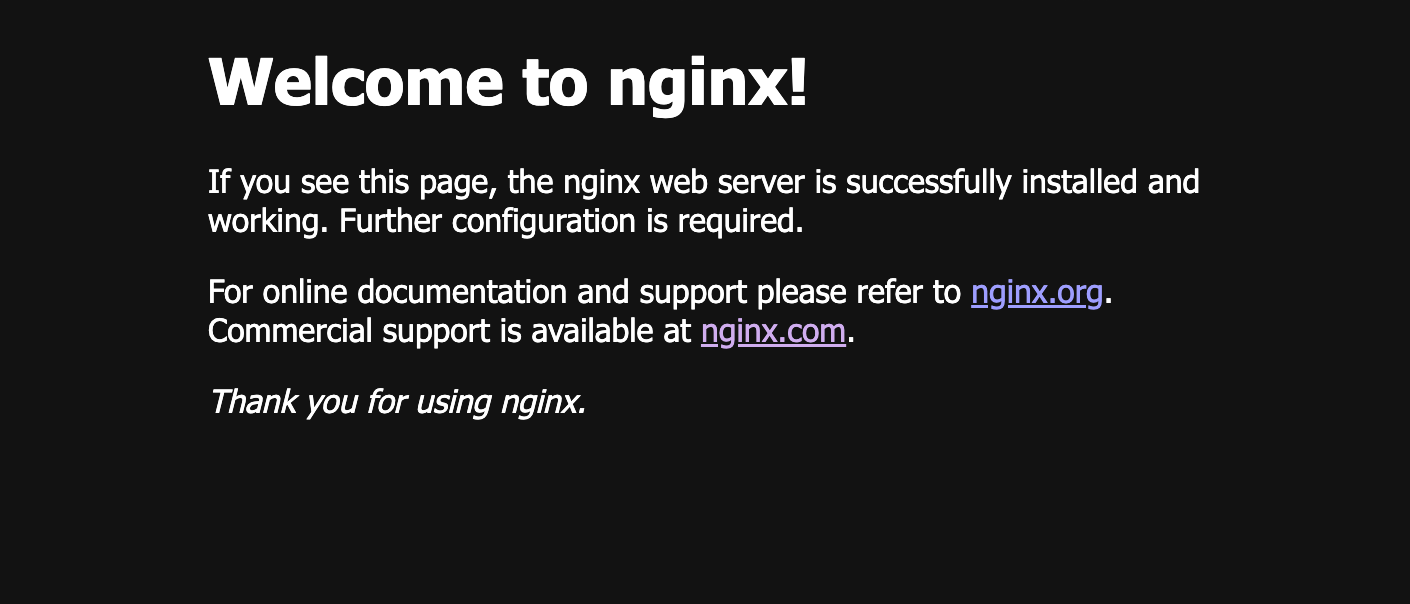 Welcome to nginx!
If you see this page, the nginx web server is successfully installed and
working. Further configuration is required.
For online documentation and support please refer to nginx.org.
Commercial support is available at nginx.com.
Thank you for using nginx.